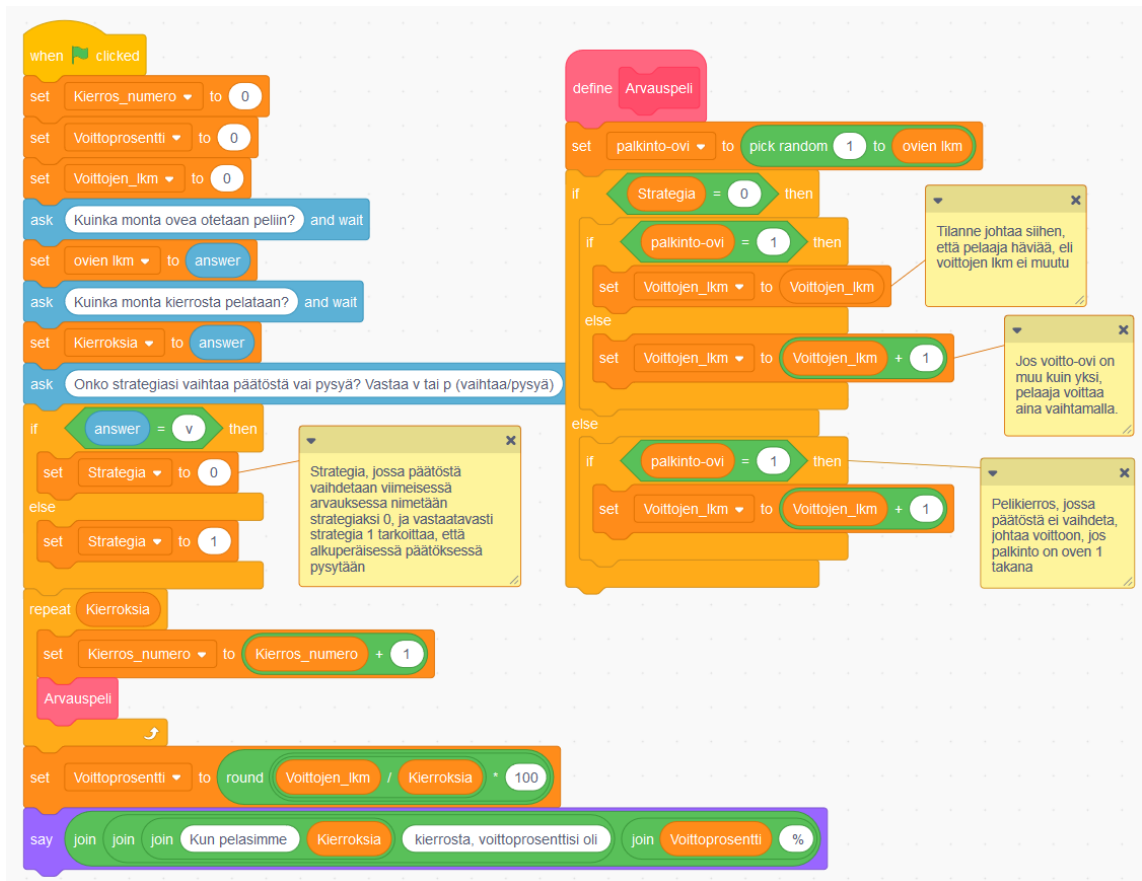 when clicked
set Kierros_numero to 0
set Voittoprosentti to 0
set Voittojen_lkm to 0
ask Kuinka monta ovea otetaan peliin? and wait
set ovien lkm to answer
ask Kuinka monta kierrosta pelataan? and wait
set Kierroksia to answer
ask Onko strategiasi vaihtaa päätöstä vai pysyä? Vastaa v tai p (vaihtaa/pysyä)
if answer = v then
set Strategia to 0
else
set Strategia to 1
Strategia, jossa päätöstä
vaihdetaan viimeisessä
arvauksessa nimetään
strategiaksi 0, ja vastaatavasti
strategia 1 tarkoittaa, että
alkuperäisessä päätöksessä
pysytään
repeat Kierroksia
set Kierros_numero to Kierros_numero + 1
Arvauspeli
set Voittoprosentti to round Voittojen_lkm / Kierroksia * 100
say join join join Kun pelasimme Kierroksia kierrosta, voittoprosenttisi oli join Voittoprosentti %
define Arvauspeli
set palkinto-ovi to pick random 1 to ovien lkm
if Strategia = 0 then
if palkinto-ovi = 1 then
set Voittojen_lkm to Voittojen_lkm
else
set Voittojen_lkm to Voittojen_lkm + 1
else
if palkinto-ovi = 1 then
set Voittojen_lkm to Voittojen_lkm + 1
Tilanne johtaa siihen,
että pelaaja häviää, eli
voittojen lkm ei muutu
Jos voitto-ovi on
muu kuin yksi,
pelaaja voittaa
aina vaihtamalla.
Pelikierros, jossa
päätöstä ei vaihdeta,
johtaa voittoon, jos
palkinto on oven 1
takana